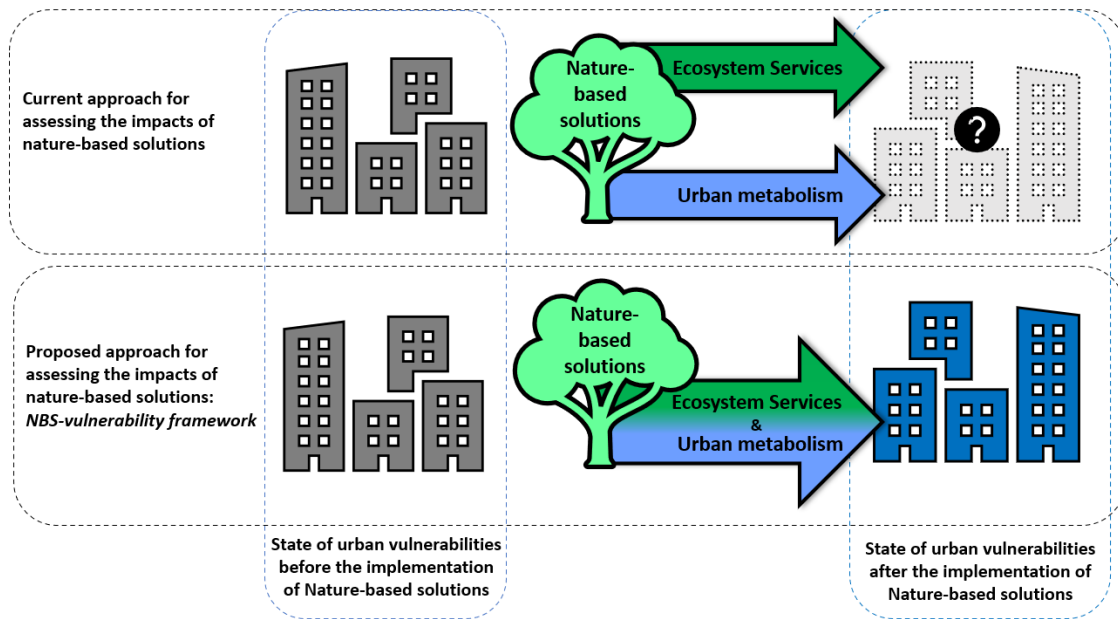 Current approach for
assessing the impacts of
nature-based solutions
Nature-
based
solutions
Ecosystem Services
Urban metabolism
?
Proposed approach for
assessing the impacts of
nature-based solutions:
NBS-vulnerability framework
Nature-
based
solutions
Ecosystem Services
&
Urban metabolism
State of urban vulnerabilities
before the implementation
of Nature-based solutions
State of urban vulnerabilities
after the implementation of
Nature-based solutions